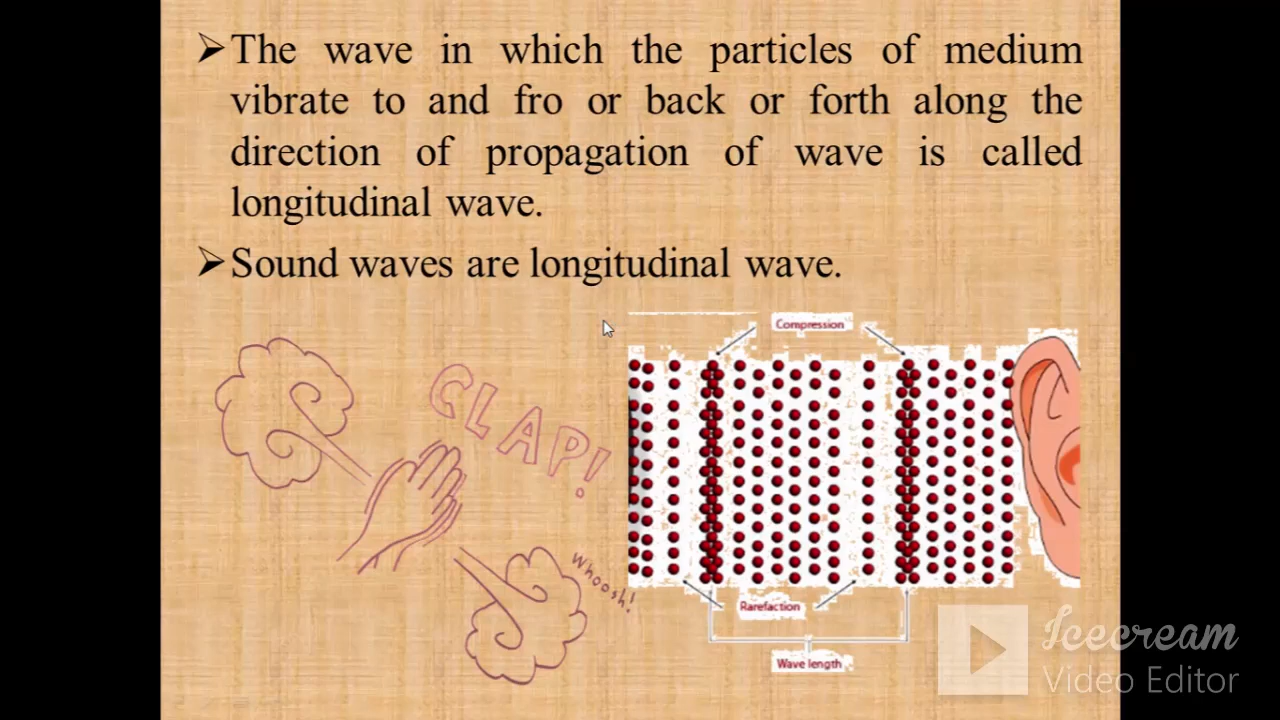 ➢The wave in which the particles of medium
vibrate to and fro or back or forth along the
direction of propagation of wave is called
longitudinal wave.
➢Sound waves are longitudinal wave.
Compression
CLAP!
Whoosh!
Rarefaction
Wave length
Icecream
Video Editor